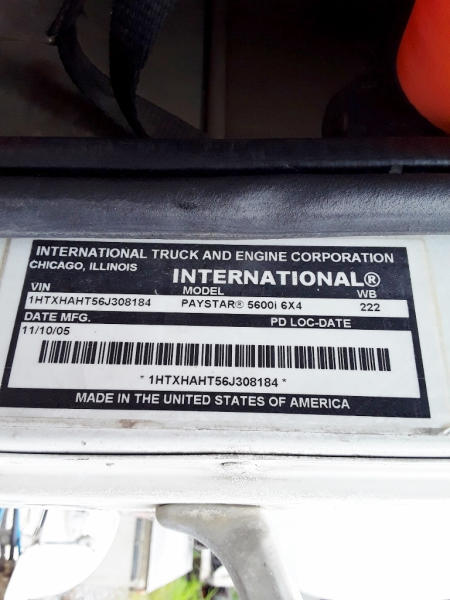 INTERNATIONAL TRUCK AND ENGINE CORPORATION
CHICAGO, ILLINOIS
INTERNATIONAL®
VIN MODEL WB
1HTXHAHT56J308184 PAYSTAR® 5600i 6X4 222
DATE MFG. PD LOC-DATE
11/10/05
* 1HTXHAHT56J308184 *
MADE IN THE UNITED STATES OF AMERICA